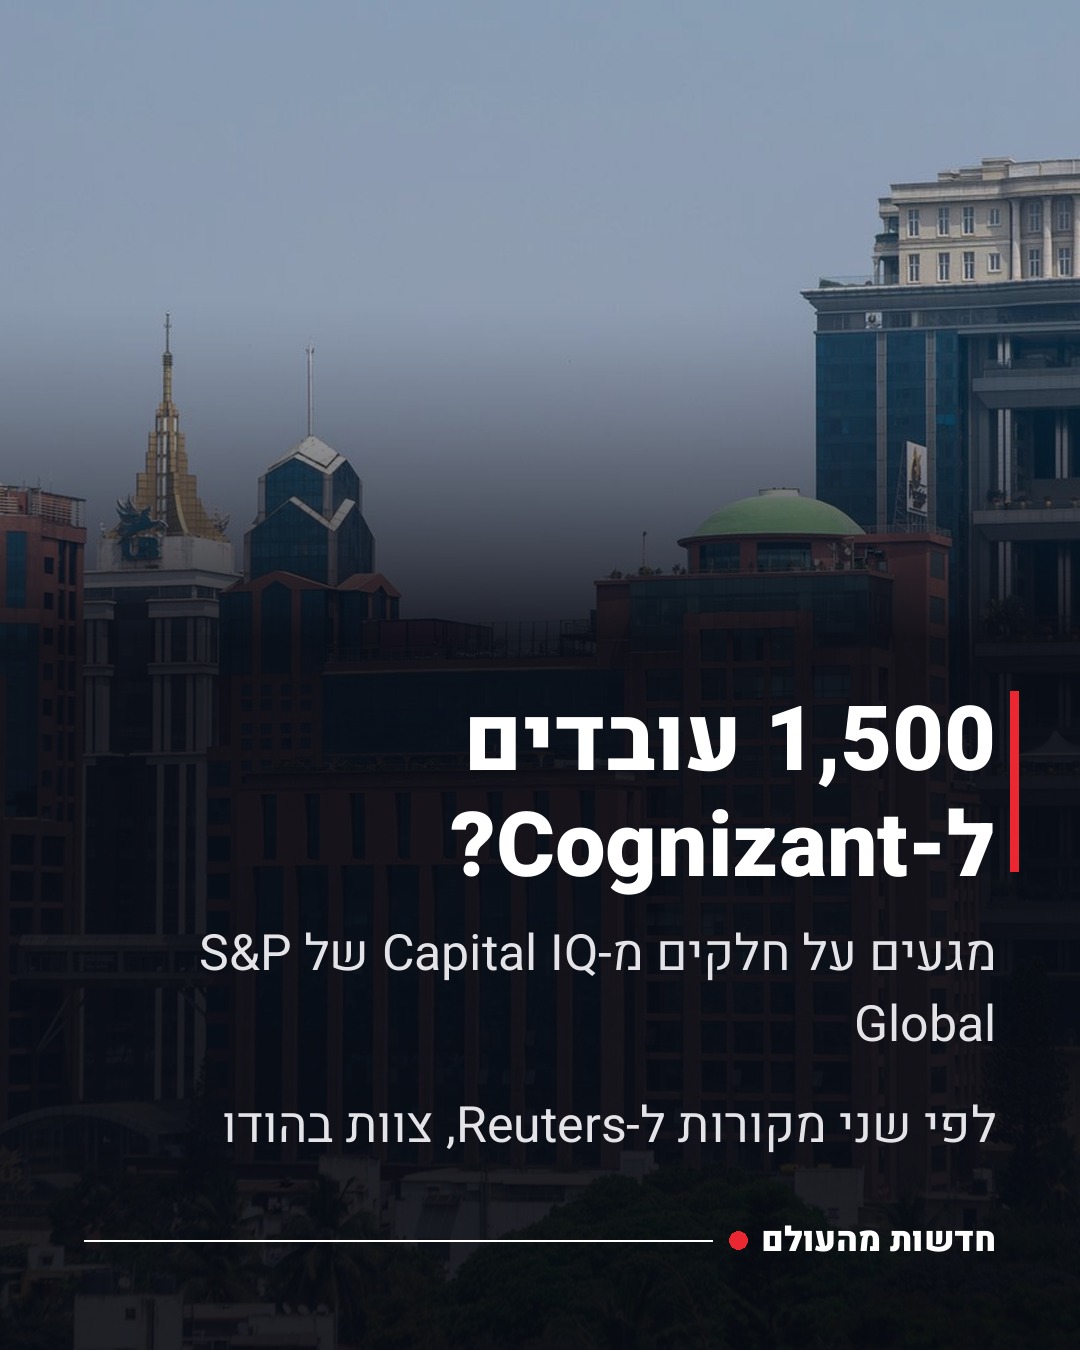 1,500 עובדים
ל-Cognizant?
מגעים על חלקים מ-Capital IQ של S&P
Global
לפי שני מקורות ל-Reuters, צוות בהודו
חדשות מהעולם
UB